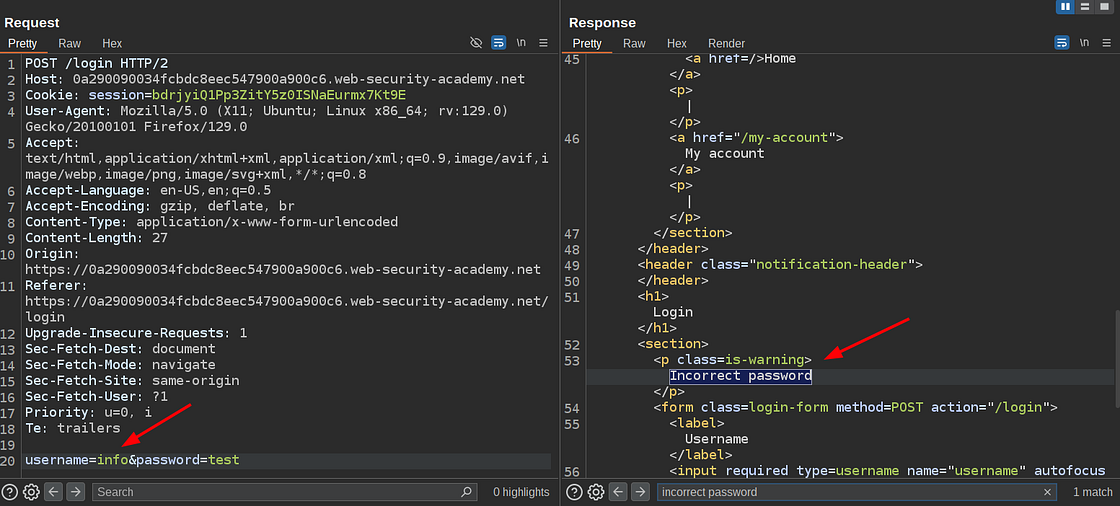 Request
Pretty Raw Hex
\n
1 POST /login HTTP/2
2 Host: 0a290090034fcbdc8eec547900a900c6.web-security-academy.net
3 Cookie: session=bdrjyiQ1Pp3ZitY5z0ISNaEurmx7Kt9E
4 User-Agent: Mozilla/5.0 (X11; Ubuntu; Linux x86_64; rv:129.0)
Gecko/20100101 Firefox/129.0
5 Accept:
text/html,application/xhtml+xml,application/xml;q=0.9,image/avif,i
mage/webp,image/png,image/svg+xml,*/*;q=0.8
6 Accept-Language: en-US,en;q=0.5
7 Accept-Encoding: gzip, deflate, br
8 Content-Type: application/x-www-form-urlencoded
9 Content-Length: 27
10 Origin:
https://0a290090034fcbdc8eec547900a900c6.web-security-academy.net
11 Referer:
https://0a290090034fcbdc8eec547900a900c6.web-security-academy.net/
login
12 Upgrade-Insecure-Requests: 1
13 Sec-Fetch-Dest: document
14 Sec-Fetch-Mode: navigate
15 Sec-Fetch-Site: same-origin
16 Sec-Fetch-User: ?1
17 Priority: u=0, i
18 Te: trailers
19
20 username=info&password=test
Search
0 highlights
Response
Pretty Raw Hex Render
\n
45 <a href=/>Home
</a>
<p>
|
</p>
46 <a href="/my-account">
My account
</a>
<p>
|
</p>
47 </section>
48 </header>
49 <header class="notification-header">
50 </header>
51 <h1>
Login
</h1>
52 <section>
53 <p class=is-warning>
Incorrect password
</p>
54 <form class=login-form method=POST action="/login">
55 <label>
Username
</label>
56 <input required type=username name="username" autofocus
incorrect password
1 match